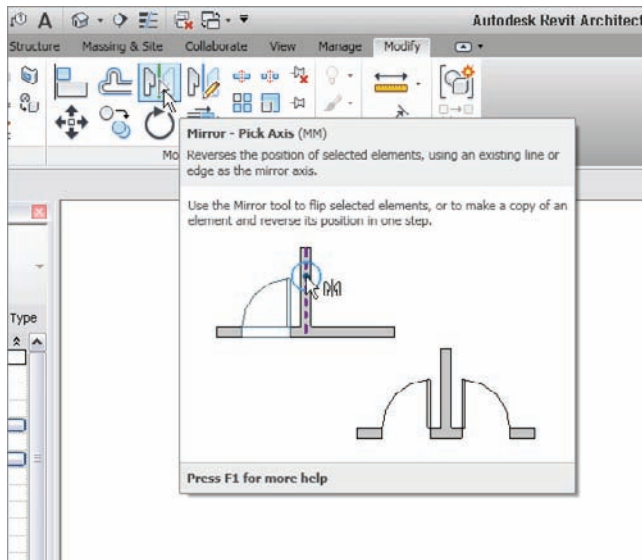 A
Autodesk Revit Architect
Structure Massing & Site Collaborate View Manage Modify
Mo
Mirror - Pick Axis (MM)
Reverses the position of selected elements, using an existing line or
edge as the mirror axis.
Use the Mirror tool to flip selected elements, or to make a copy of an
element and reverse its position in one step.
Type
Press F1 for more help